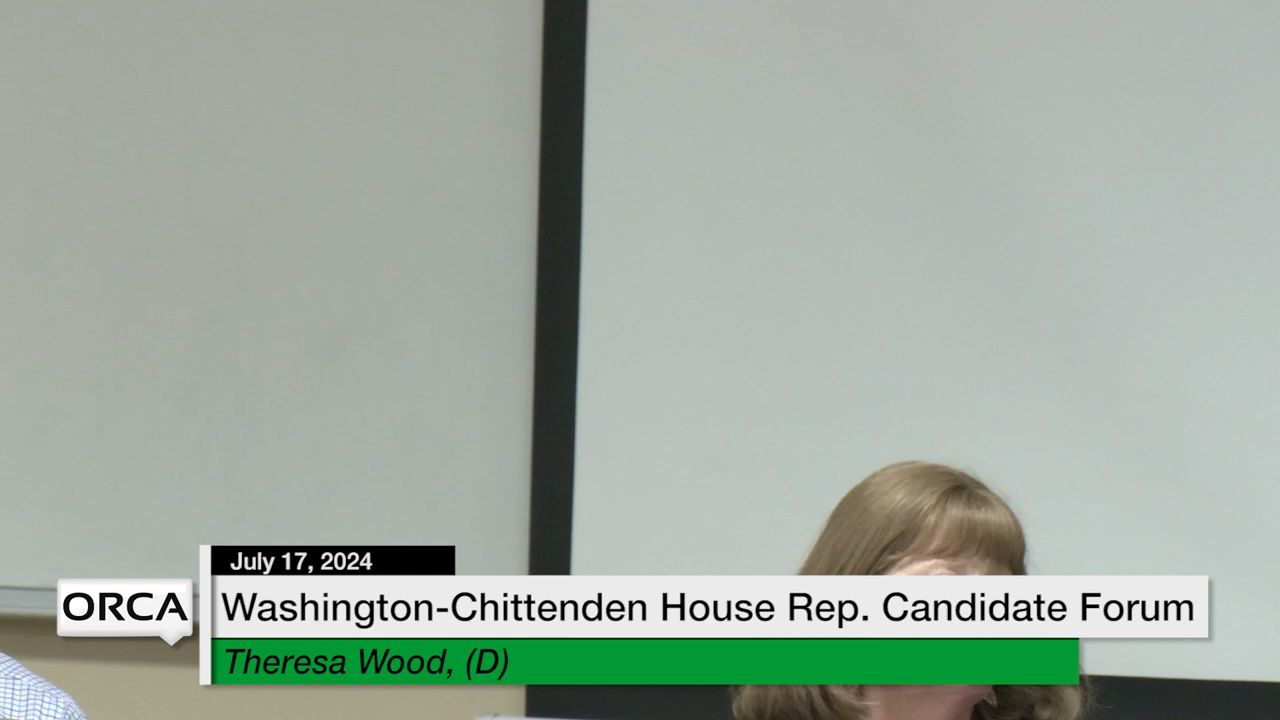 July 17, 2024
ORCA
Washington-Chittenden House Rep. Candidate Forum
Theresa Wood, (D)